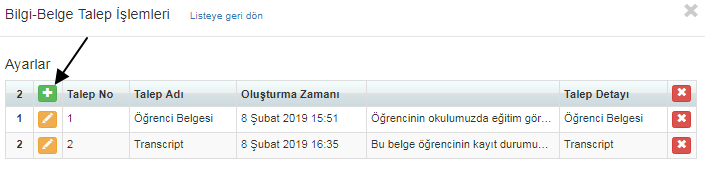 Bilgi-Belge Talep İşlemleri Listeye geri dön
Ayarlar
2 Talep No Talep Adı Oluşturma Zamanı Talep Detayı
1 1 Öğrenci Belgesi 8 Şubat 2019 15:51 Öğrencinin okulumuzda eğitim gör... Öğrenci Belgesi
2 2 Transcript 8 Şubat 2019 16:35 Bu belge öğrencinin kayıt durumu... Transcript